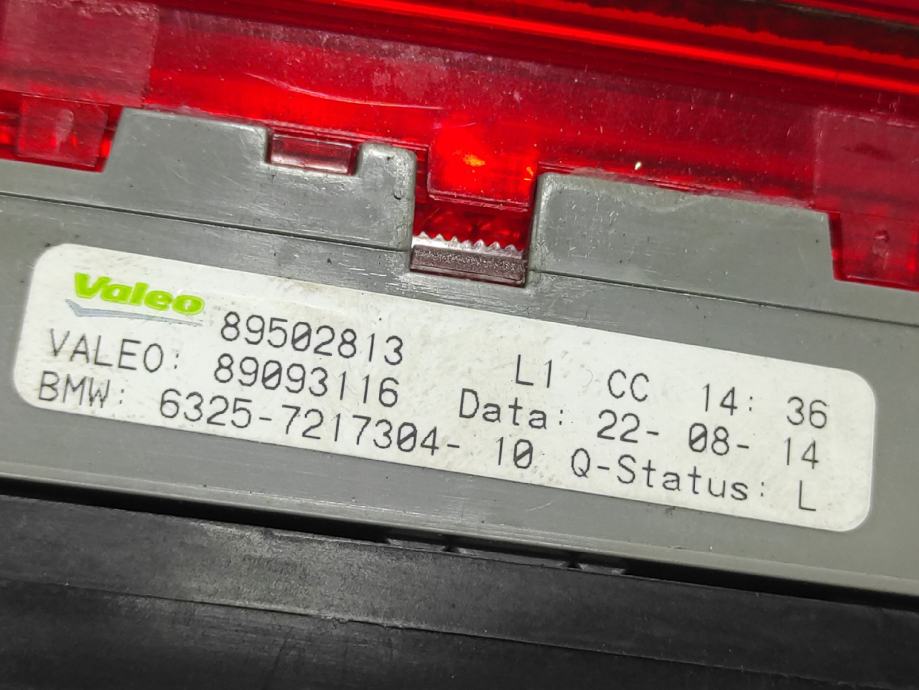 Valeo 89502813 L1 CC 14: 36
VALEO: 89093116 Data: 22- 08- 14
BMW: 6325-7217304- 10 Q-Status: L